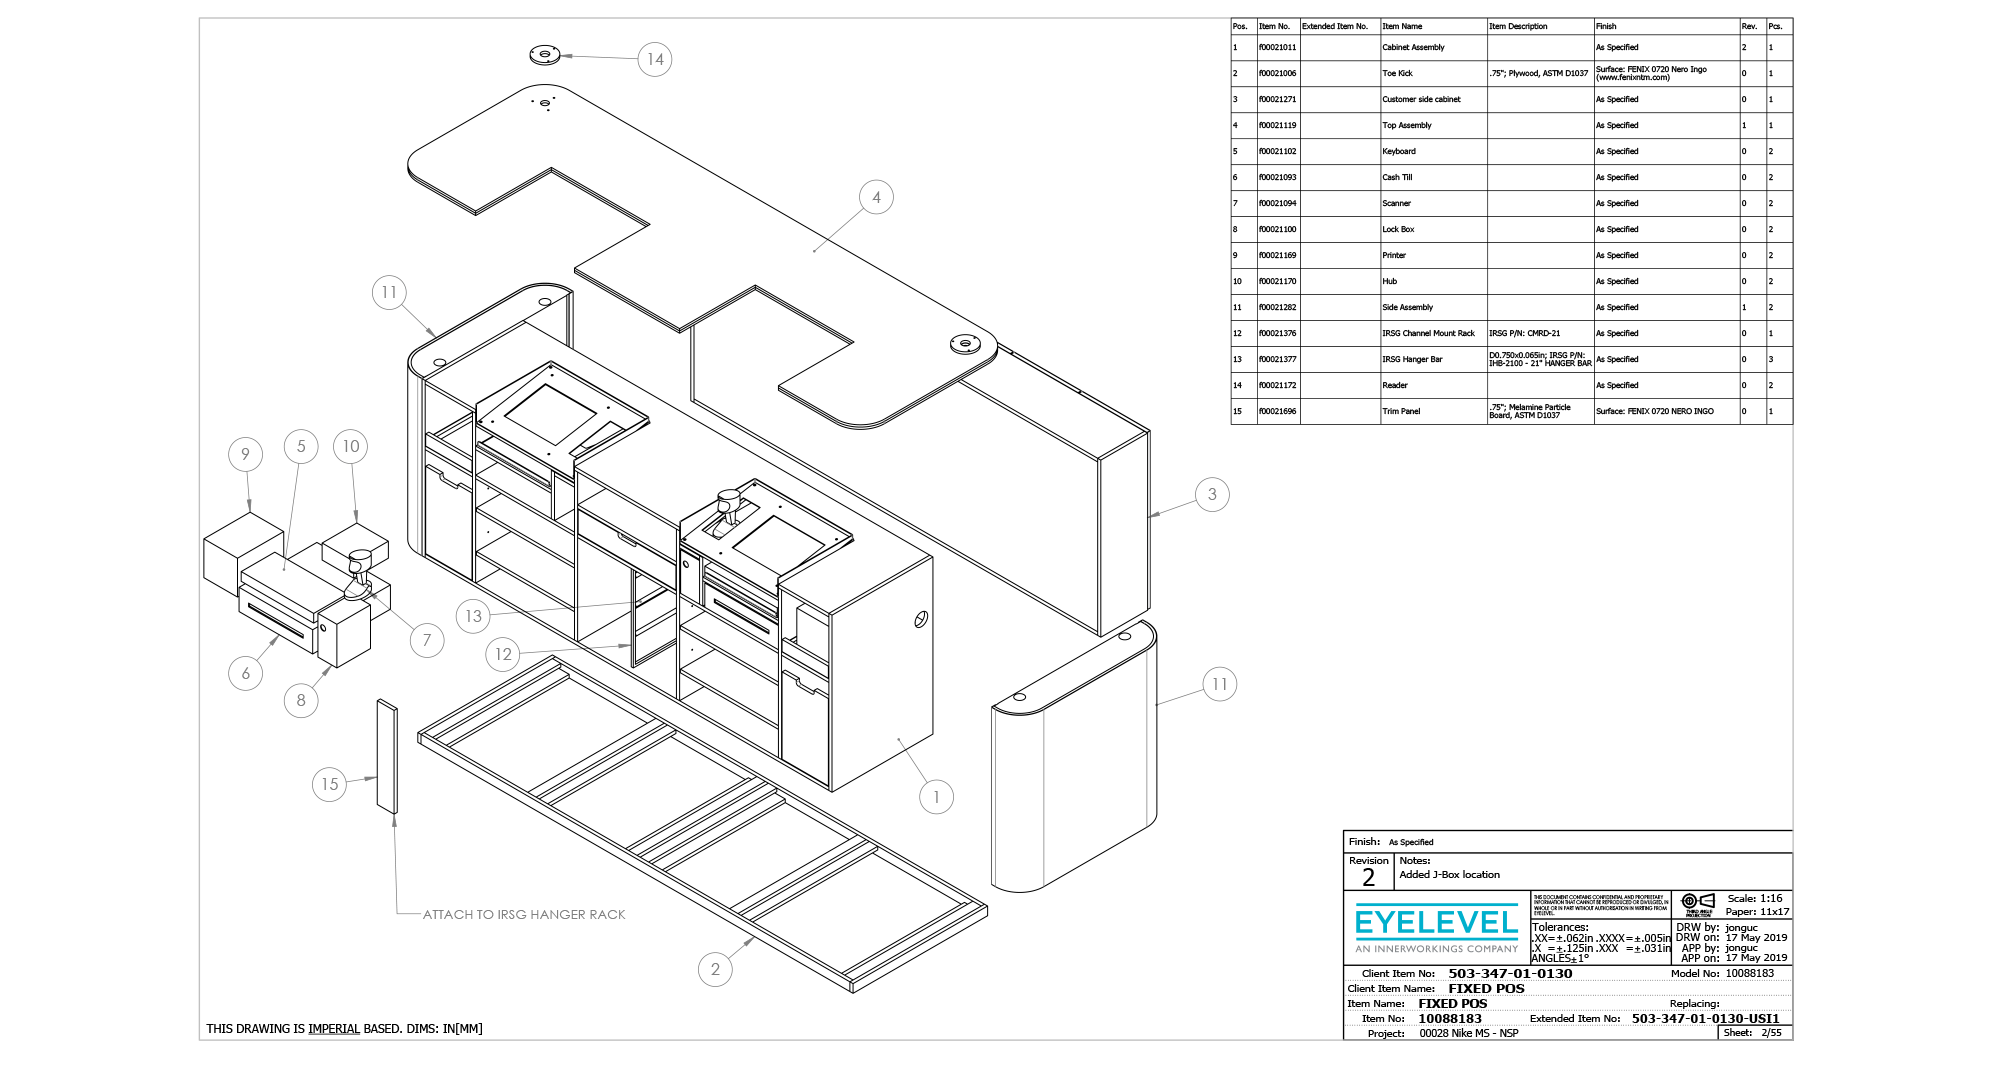 Pos. Item No. Extended Item No. Item Name Item Description Finish Rev. Pcs.
1 f00021011 Cabinet Assembly As Specified 2 1
2 f00021006 Toe Kick .75"; Plywood, ASTM D1037 Surface: FENIX 0720 Nero Ingo (www.fenixntm.com) 0 1
3 f00021271 Customer side cabinet As Specified 0 1
4 f00021119 Top Assembly As Specified 1 1
5 f00021102 Keyboard As Specified 0 2
6 f00021093 Cash Till As Specified 0 2
7 f00021094 Scanner As Specified 0 2
8 f00021100 Lock Box As Specified 0 2
9 f00021169 Printer As Specified 0 2
10 f00021170 Hub As Specified 0 2
11 f00021282 Side Assembly As Specified 1 2
12 f00021376 IRSG Channel Mount Rack IRSG P/N: CMRD-21 As Specified 0 1
13 f00021377 IRSG Hanger Bar D0.750x0.065in; IRSG P/N: IHB-2100 - 21" HANGER BAR As Specified 0 3
14 f00021172 Reader As Specified 0 2
15 f00021696 Trim Panel .75"; Melamine Particle Board, ASTM D1037 Surface: FENIX 0720 NERO INGO 0 1
14
4
11
9
5
10
3
13
7
12
6
8
11
15
1
ATTACH TO IRSG HANGER RACK
2
THIS DRAWING IS IMPERIAL BASED. DIMS: IN[MM]
Finish: As Specified
Revision
2
Notes:
Added J-Box location
EYELEVEL
AN INNERWORKINGS COMPANY
THIS DOCUMENT CONTAINS CONFIDENTIAL AND PROPRIETARY
INFORMATION THAT CANNOT BE REPRODUCED OR DIVULGED, IN
WHOLE OR IN PART WITHOUT AUTHORISATION IN WRITING FROM
EYELEVEL.
THIRD ANGLE
PROJECTION
Scale: 1:16
Paper: 11x17
Tolerances:
.XX=±.062in .XXXX=±.005in
.X =±.125in .XXX =±.031in
ANGLES±1°
DRW by: jonguc
DRW on: 17 May 2019
APP by: jonguc
APP on: 17 May 2019
Client Item No: 503-347-01-0130 Model No: 10088183
Client Item Name: FIXED POS
Item Name: FIXED POS Replacing:
Item No: 10088183 Extended Item No: 503-347-01-0130-USI1
Project: 00028 Nike MS - NSP Sheet: 2/55